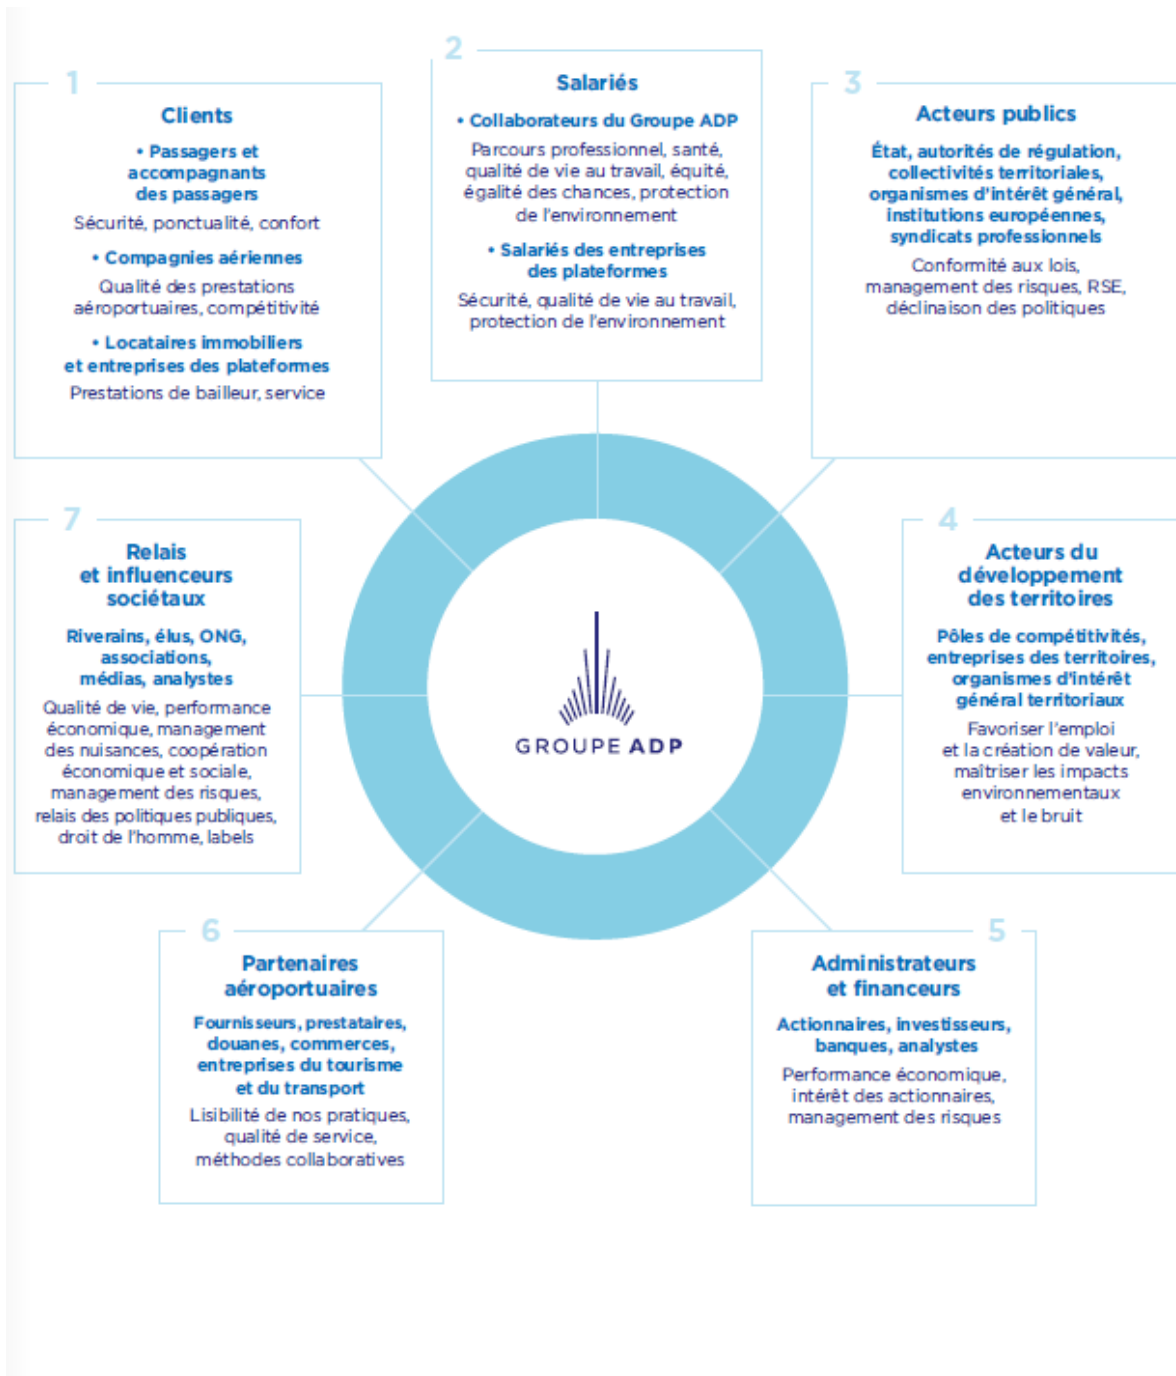 1
Clients
• Passagers et
accompagnants
des passagers
Sécurité, ponctualité, confort
• Compagnies aériennes
Qualité des prestations
aéroportuaires, compétitivité
• Locataires immobiliers
et entreprises des plateformes
Prestations de bailleur, service
2
Salariés
• Collaborateurs du Groupe ADP
Parcours professionnel, santé,
qualité de vie au travail, équité,
égalité des chances, protection
de l'environnement
• Salariés des entreprises
des plateformes
Sécurité, qualité de vie au travail,
protection de l'environnement
3
Acteurs publics
État, autorités de régulation,
collectivités territoriales,
organismes d'intérêt général,
institutions européennes,
syndicats professionnels
Conformité aux lois,
management des risques, RSE,
déclinaison des politiques
4
Acteurs du
développement
des territoires
Pôles de compétitivités,
entreprises des territoires,
organismes d'intérêt
général territoriaux
Favoriser l'emploi
et la création de valeur,
maîtriser les impacts
environnementaux
et le bruit
5
Administrateurs
et financeurs
Actionnaires, investisseurs,
banques, analystes
Performance économique,
intérêt des actionnaires,
management des risques
6
Partenaires
aéroportuaires
Fournisseurs, prestataires,
douanes, commerces,
entreprises du tourisme
et du transport
Lisibilité de nos pratiques,
qualité de service,
méthodes collaboratives
7
Relais
et influenceurs
sociétaux
Riverains, élus, ONG,
associations,
médias, analystes
Qualité de vie, performance
économique, management
des nuisances, coopération
économique et sociale,
management des risques,
relais des politiques publiques,
droit de l'homme, labels
GROUPE ADP